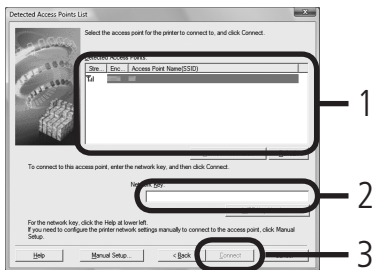 Detected Access Points List
Select the access point for the printer to connect to, and click Connect.
Detected Access Points:
Stre... Enc... Access Point Name(SSID)
1
To connect to this access point, enter the network key, and then click Connect.
Network Key:
2
For the network key, click the Help at lower left.
If you need to configure the printer network settings manually to connect to the access point, click Manual
Setup.
Help Manual Setup... < Back Connect
3